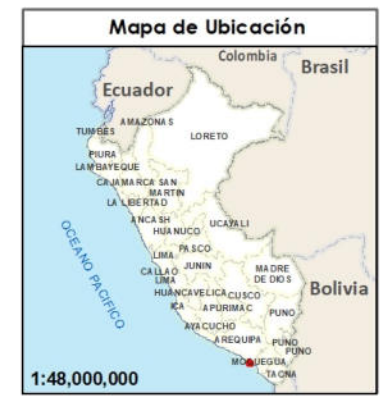 Mapa de Ubicación
Colombia
Brasil
Ecuador
AMAZONAS
TUMBES
LORETO
PIURA
LAMBAYEQUE
CAJAMARCA SAN
MARTIN
LA LIBERTAD
ANCASH
UCAYALI
HUANUCO
OCEANO PACIFICO
PASCO
LIMA
JUNIN
CALLAO
MADRE
DE DIOS
LIMA
Bolivia
HUANCAVELICA CUSCO
ICA
APURIMAC
PUNO
AYACUCHO
AREQUIPA
PUNO
PUNO
MOQUEGUA
TACNA
1:48,000,000